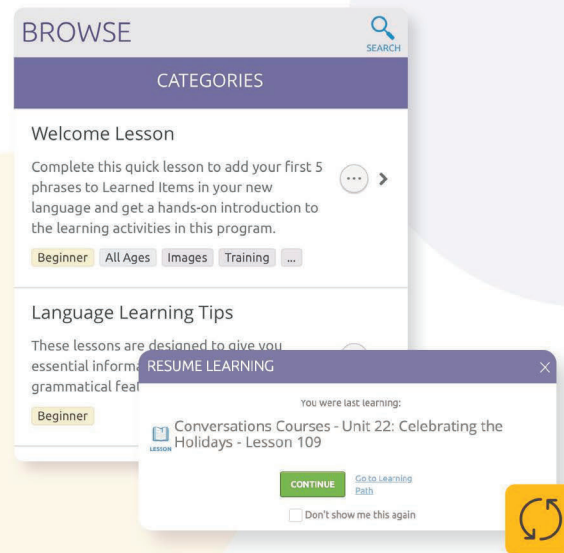 BROWSE
SEARCH
CATEGORIES
Welcome Lesson
Complete this quick lesson to add your first 5
phrases to Learned Items in your new
language and get a hands-on introduction to
the learning activities in this program.
Beginner All Ages Images Training ...
Language Learning Tips
These lessons are designed to give you
essential informa
grammatical feat
Beginner
RESUME LEARNING
You were last learning:
Conversations Courses - Unit 22: Celebrating the
Holidays - Lesson 109
LESSON
CONTINUE
Go to Learning
Path
Don't show me this again